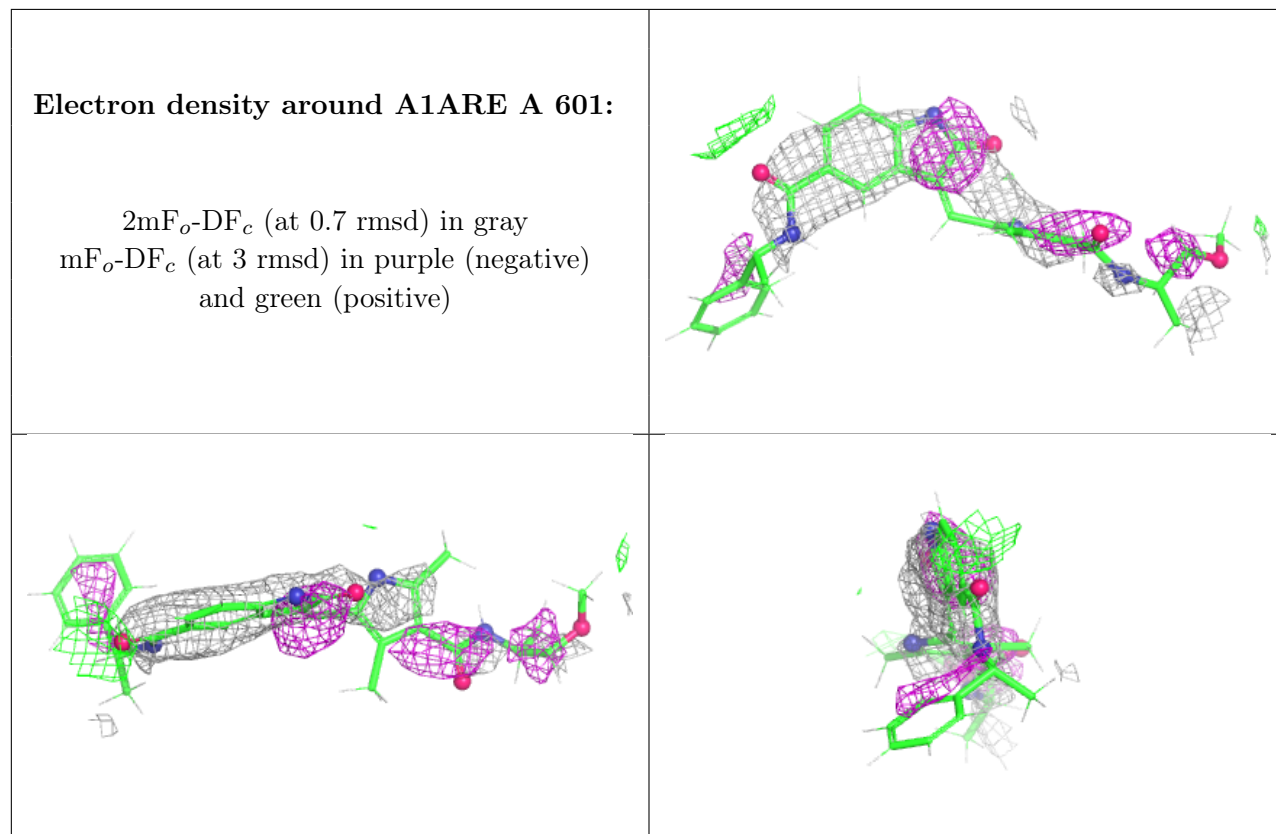 Electron density around A1ARE A 601:
2mFo-DFc (at 0.7 rmsd) in gray
mFo-DFc (at 3 rmsd) in purple (negative)
and green (positive)